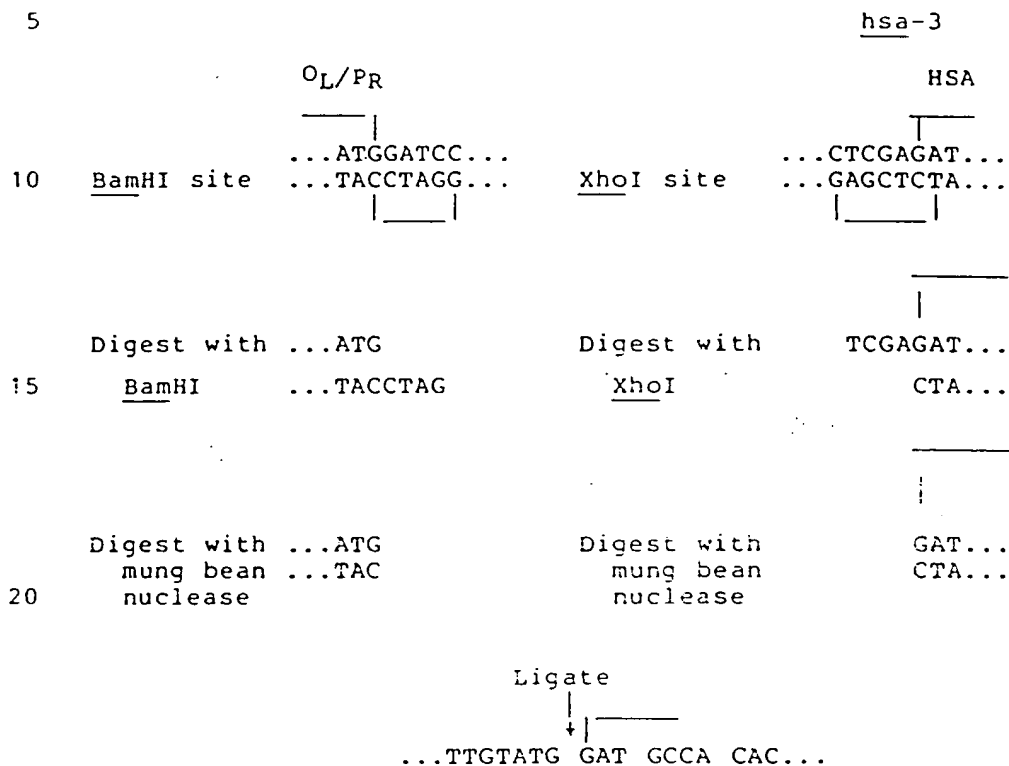 5 hsa-3
OL/PR HSA
...ATGGATCC... ...CTCGAGAT...
10 BamHI site ...TACCTAGG... XhoI site ...GAGCTCTA...
Digest with ...ATG Digest with TCGAGAT...
15 BamHI ...TACCTAG XhoI CTA...
Digest with ...ATG Digest with GAT...
mung bean ...TAC mung bean CTA...
20 nuclease nuclease
Ligate
...TTGTATG GAT GCCA CAC...